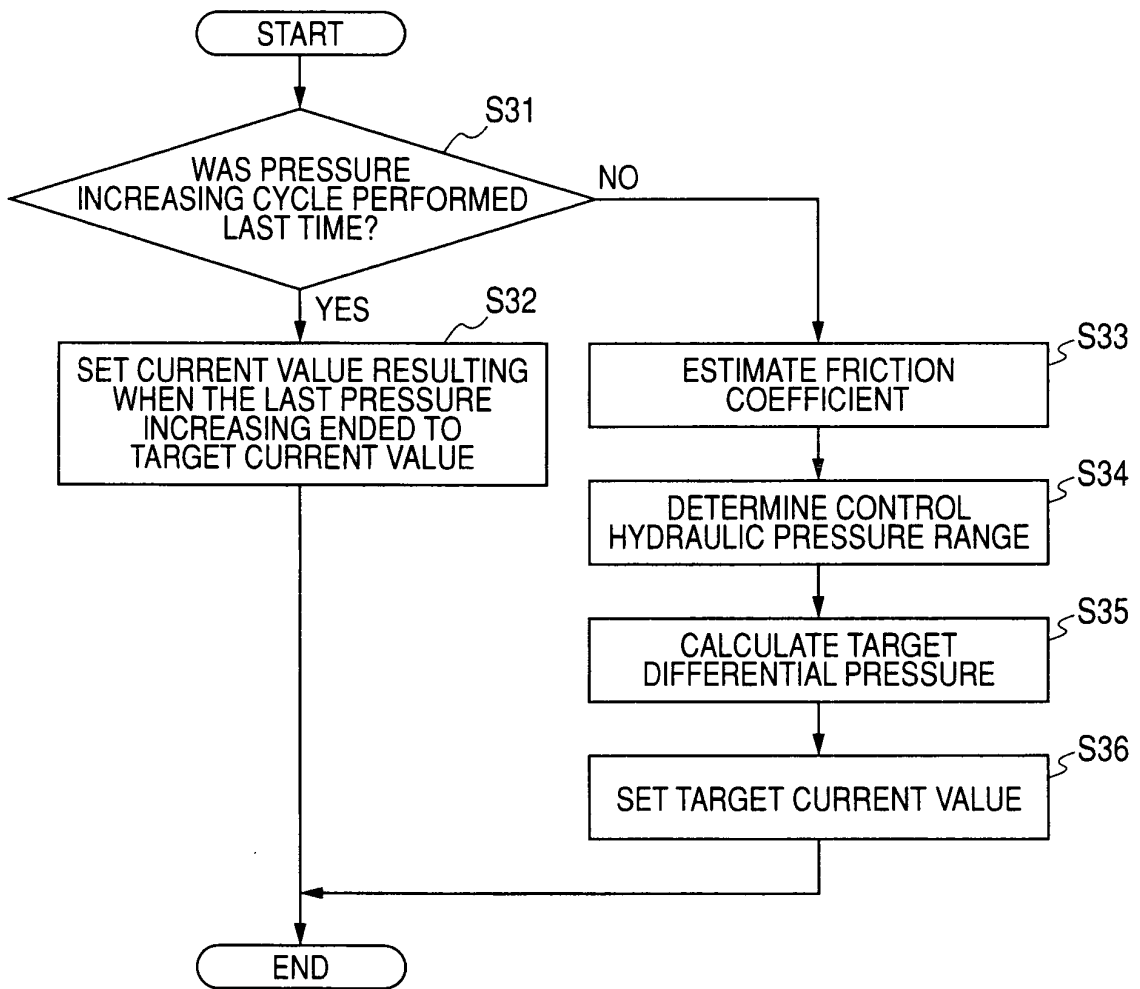 START
S31
WAS PRESSURE
INCREASING CYCLE PERFORMED
LAST TIME?
NO
YES
S32
SET CURRENT VALUE RESULTING
WHEN THE LAST PRESSURE
INCREASING ENDED TO
TARGET CURRENT VALUE
S33
ESTIMATE FRICTION
COEFFICIENT
S34
DETERMINE CONTROL
HYDRAULIC PRESSURE RANGE
S35
CALCULATE TARGET
DIFFERENTIAL PRESSURE
S36
SET TARGET CURRENT VALUE
END